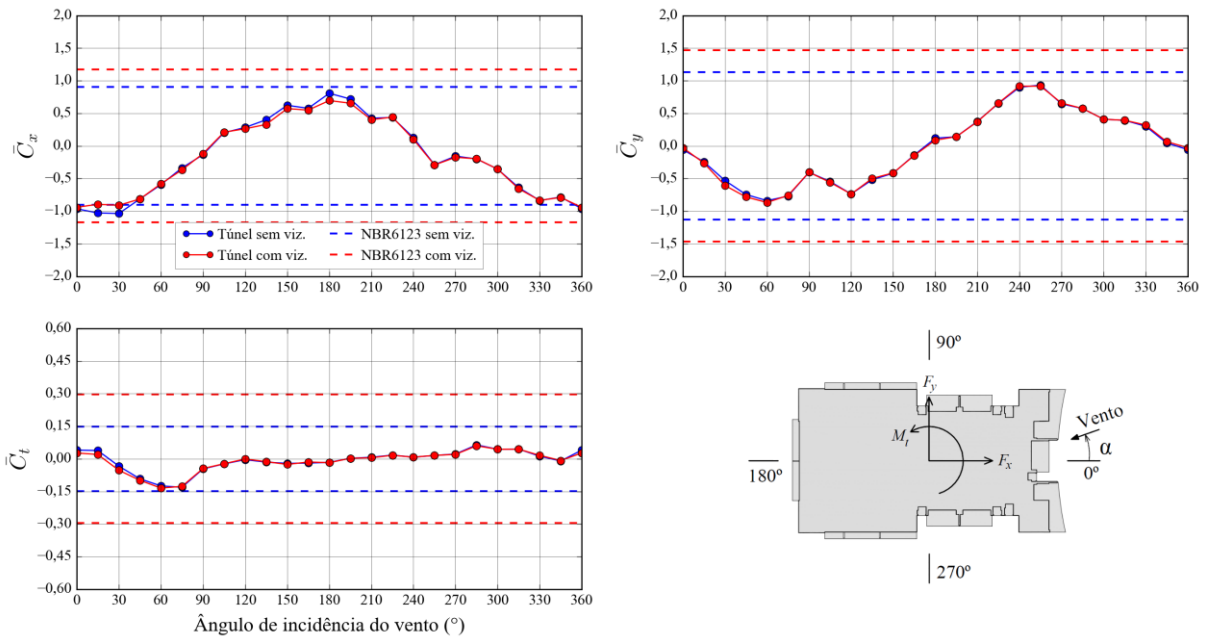 2,0
1,5
1,0
0,5
0,0
−0,5
−1,0
−1,5
−2,0
C̄x
0 30 60 90 120 150 180 210 240 270 300 330 360
Túnel sem viz. NBR6123 sem viz.
Túnel com viz. NBR6123 com viz.
2,0
1,5
1,0
0,5
0,0
−0,5
−1,0
−1,5
−2,0
C̄y
0 30 60 90 120 150 180 210 240 270 300 330 360
0,60
0,45
0,30
0,15
0,00
−0,15
−0,30
−0,45
−0,60
C̄t
0 30 60 90 120 150 180 210 240 270 300 330 360
Ângulo de incidência do vento (°)
90º
Fy
Vento
Mt
α
180º
Fx
0º
270º